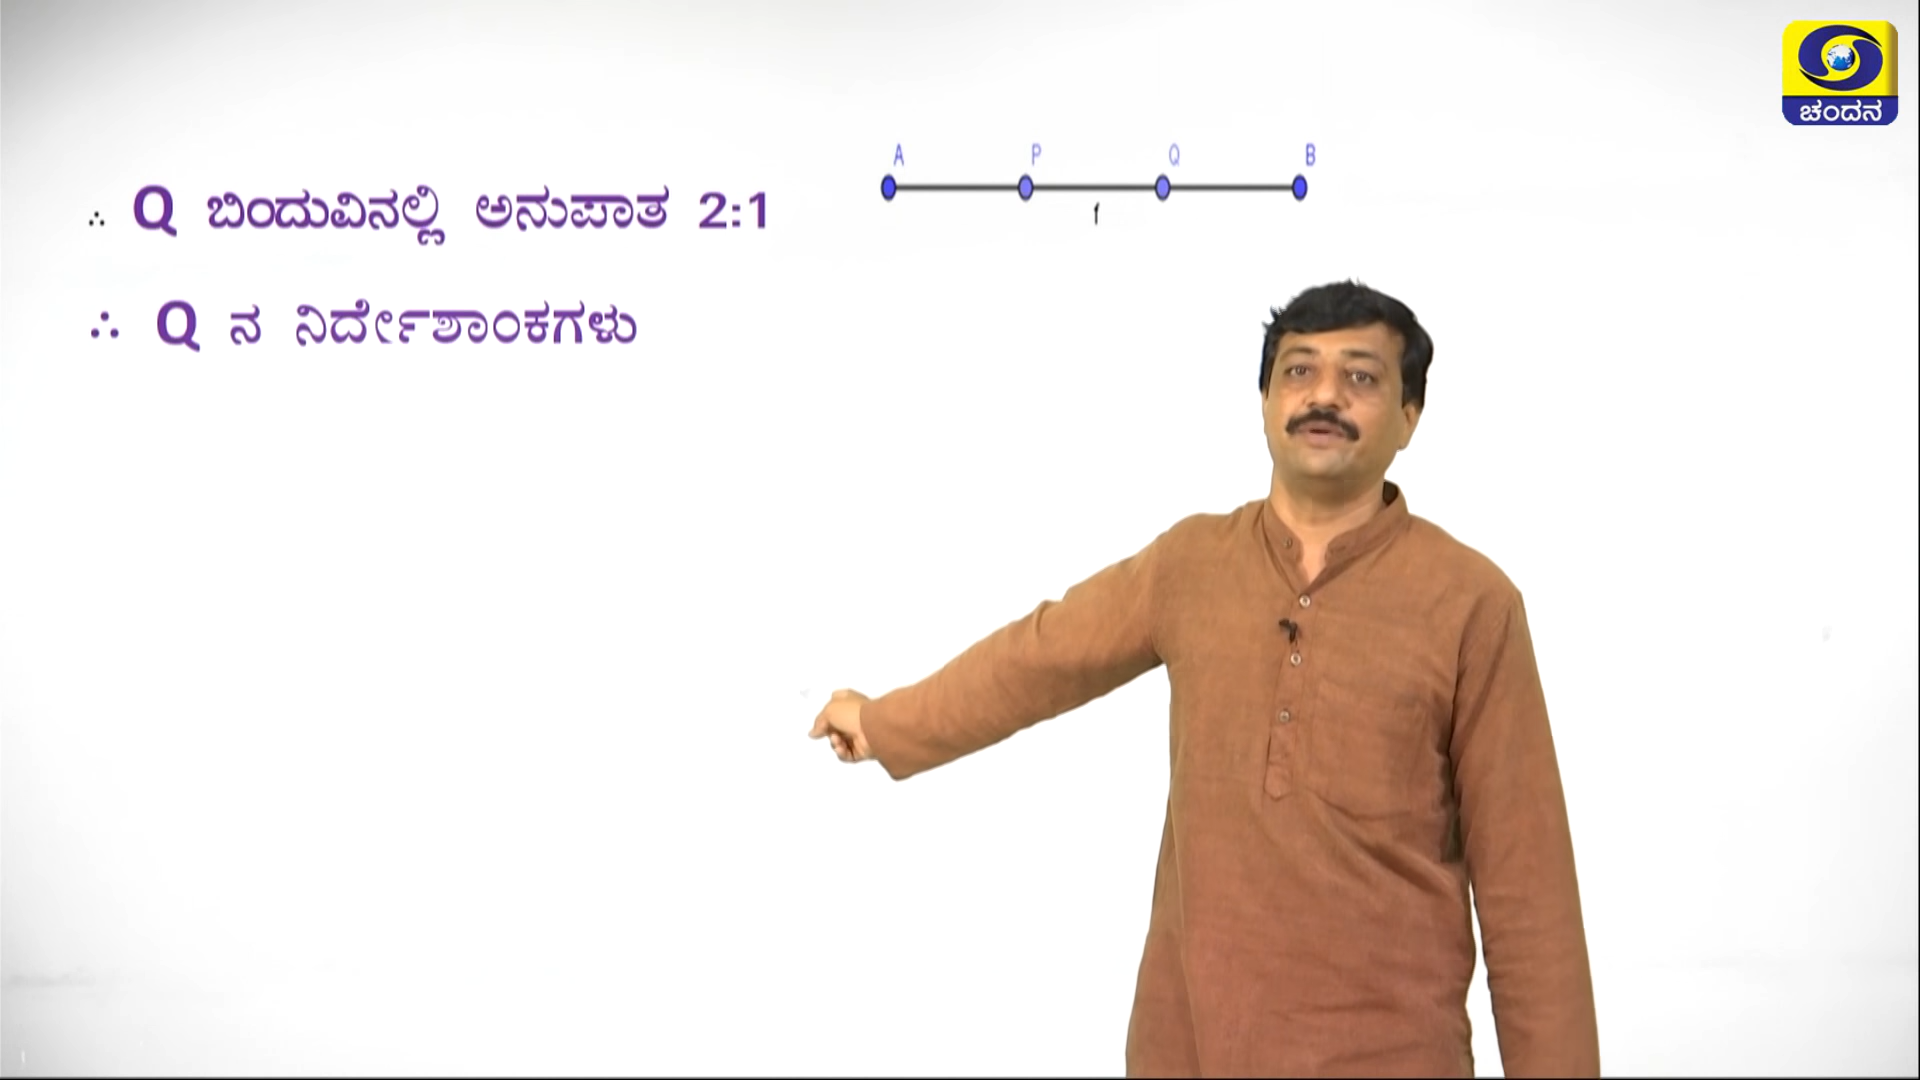 ಚಂದನ
A P Q B
f
∴ Q ಬಿಂದುವಿನಲ್ಲಿ ಅನುಪಾತ 2:1
∴ Q ನ ನಿರ್ದೇಶಾಂಕಗಳು